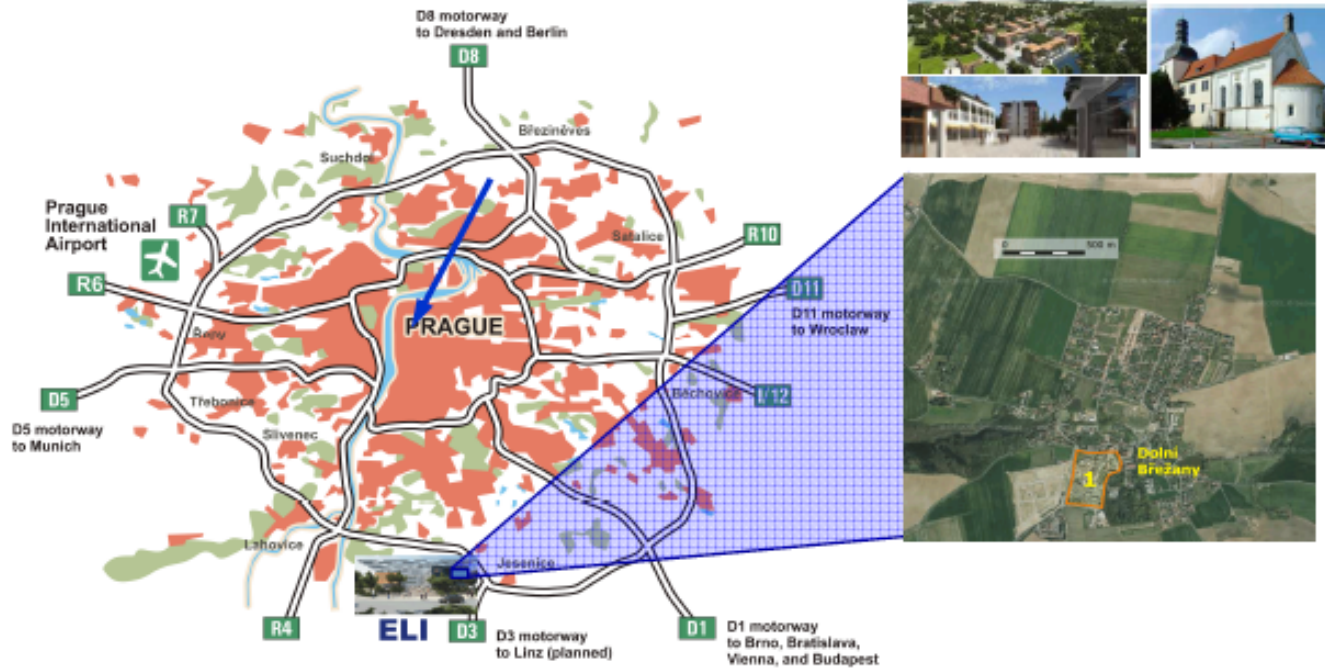 D8 motorway
to Dresden and Berlin
D8
Březiněves
Suchdol
Prague
International
Airport
R7
Satalice
R10
R6
D11
D11 motorway
to Wroclaw
PRAGUE
Řepy
D5
Třebonice
Běchovice
I/12
D5 motorway
to Munich
Slivenec
Lahovice
Jesenice
R4
ELI
D3
D3 motorway
to Linz (planned)
D1
D1 motorway
to Brno, Bratislava,
Vienna, and Budapest
0 500 m
Dolní
Břežany
1